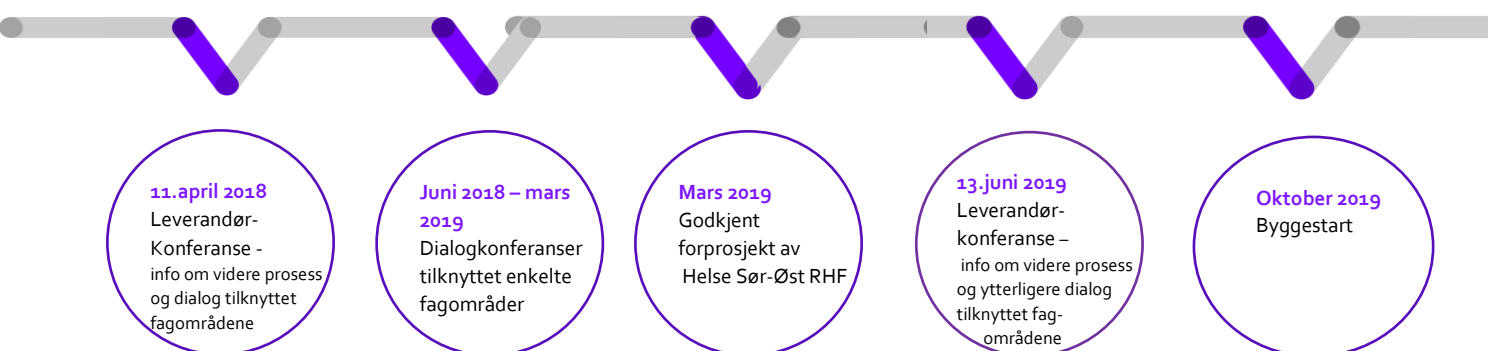 11.april 2018
Leverandør-
Konferanse -
info om videre prosess
og dialog tilknyttet
fagområdene
Juni 2018 – mars
2019
Dialogkonferanser
tilknyttet enkelte
fagområder
Mars 2019
Godkjent
forprosjekt av
Helse Sør-Øst RHF
13.juni 2019
Leverandør-
konferanse –
info om videre prosess
og ytterligere dialog
tilknyttet fag-
områdene
Oktober 2019
Byggestart